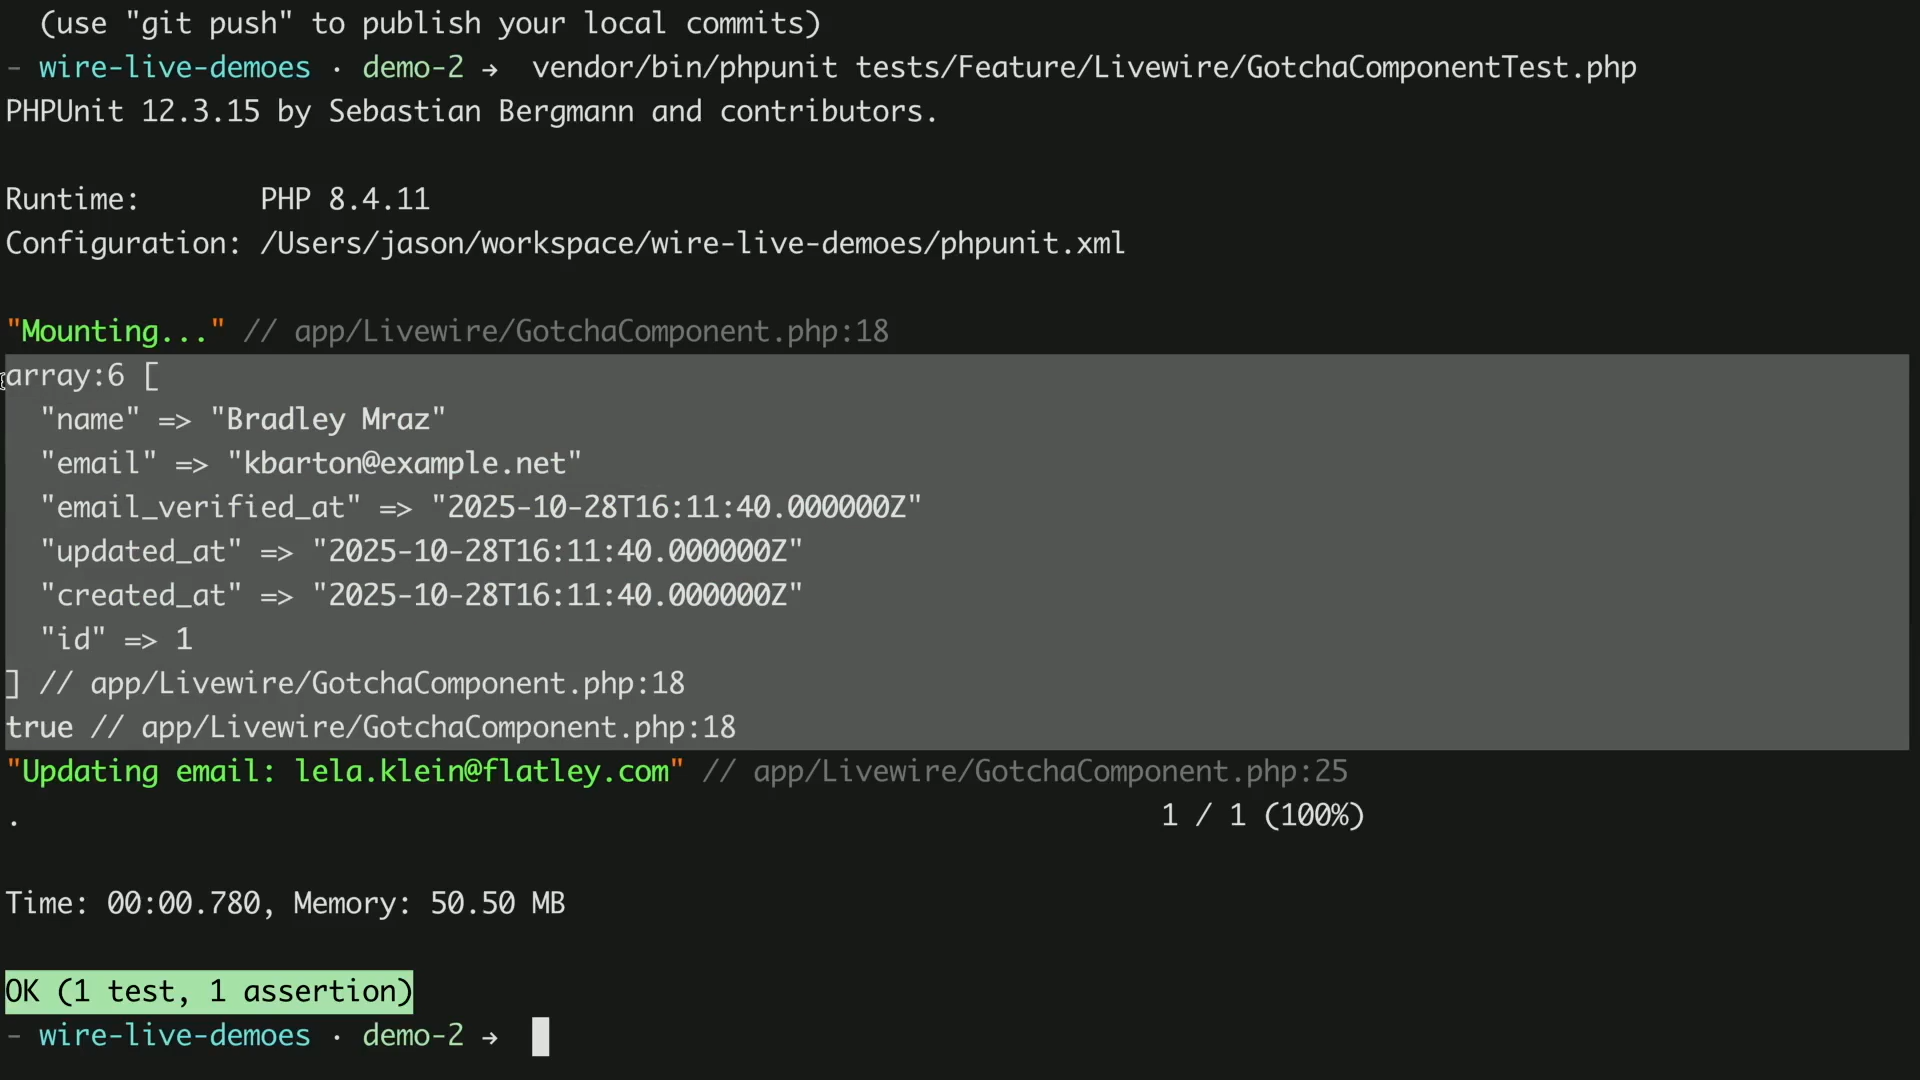 (use "git push" to publish your local commits)
– wire-live-demoes · demo-2 → vendor/bin/phpunit tests/Feature/Livewire/GotchaComponentTest.php
PHPUnit 12.3.15 by Sebastian Bergmann and contributors.
Runtime:       PHP 8.4.11
Configuration: /Users/jason/workspace/wire-live-demoes/phpunit.xml
"Mounting..." // app/Livewire/GotchaComponent.php:18
array:6 [
  "name" => "Bradley Mraz"
  "email" => "kbarton@example.net"
  "email_verified_at" => "2025-10-28T16:11:40.000000Z"
  "updated_at" => "2025-10-28T16:11:40.000000Z"
  "created_at" => "2025-10-28T16:11:40.000000Z"
  "id" => 1
] // app/Livewire/GotchaComponent.php:18
true // app/Livewire/GotchaComponent.php:18
"Updating email: lela.klein@flatley.com" // app/Livewire/GotchaComponent.php:25
.                                                                   1 / 1 (100%)
Time: 00:00.780, Memory: 50.50 MB
OK (1 test, 1 assertion)
– wire-live-demoes · demo-2 →